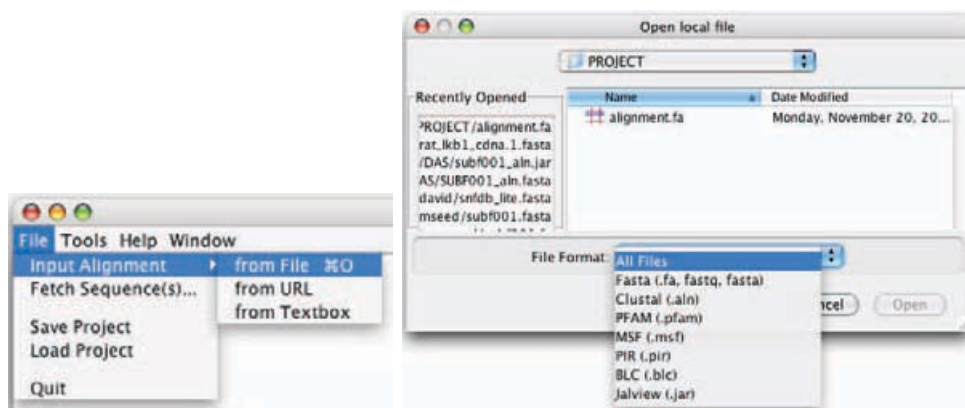 File Tools Help Window
Input Alignment
Fetch Sequence(s)...
Save Project
Load Project
Quit
from File ⌘O
from URL
from Textbox
Open local file
PROJECT
Recently Opened
PROJECT/alignment.fa
rat_lkb1_cdna.1.fasta
/DAS/subf001_aln.jar
AS/SUBF001_aln.fasta
david/snfdb_lite.fasta
mseed/subf001.fasta
Name Date Modified
alignment.fa Monday, November 20, 20...
File Format:
All Files
Fasta (.fa, fastq, fasta)
Clustal (.aln)
PFAM (.pfam)
MSF (.msf)
PIR (.pir)
BLC (.blc)
Jalview (.jar)
ncel Open